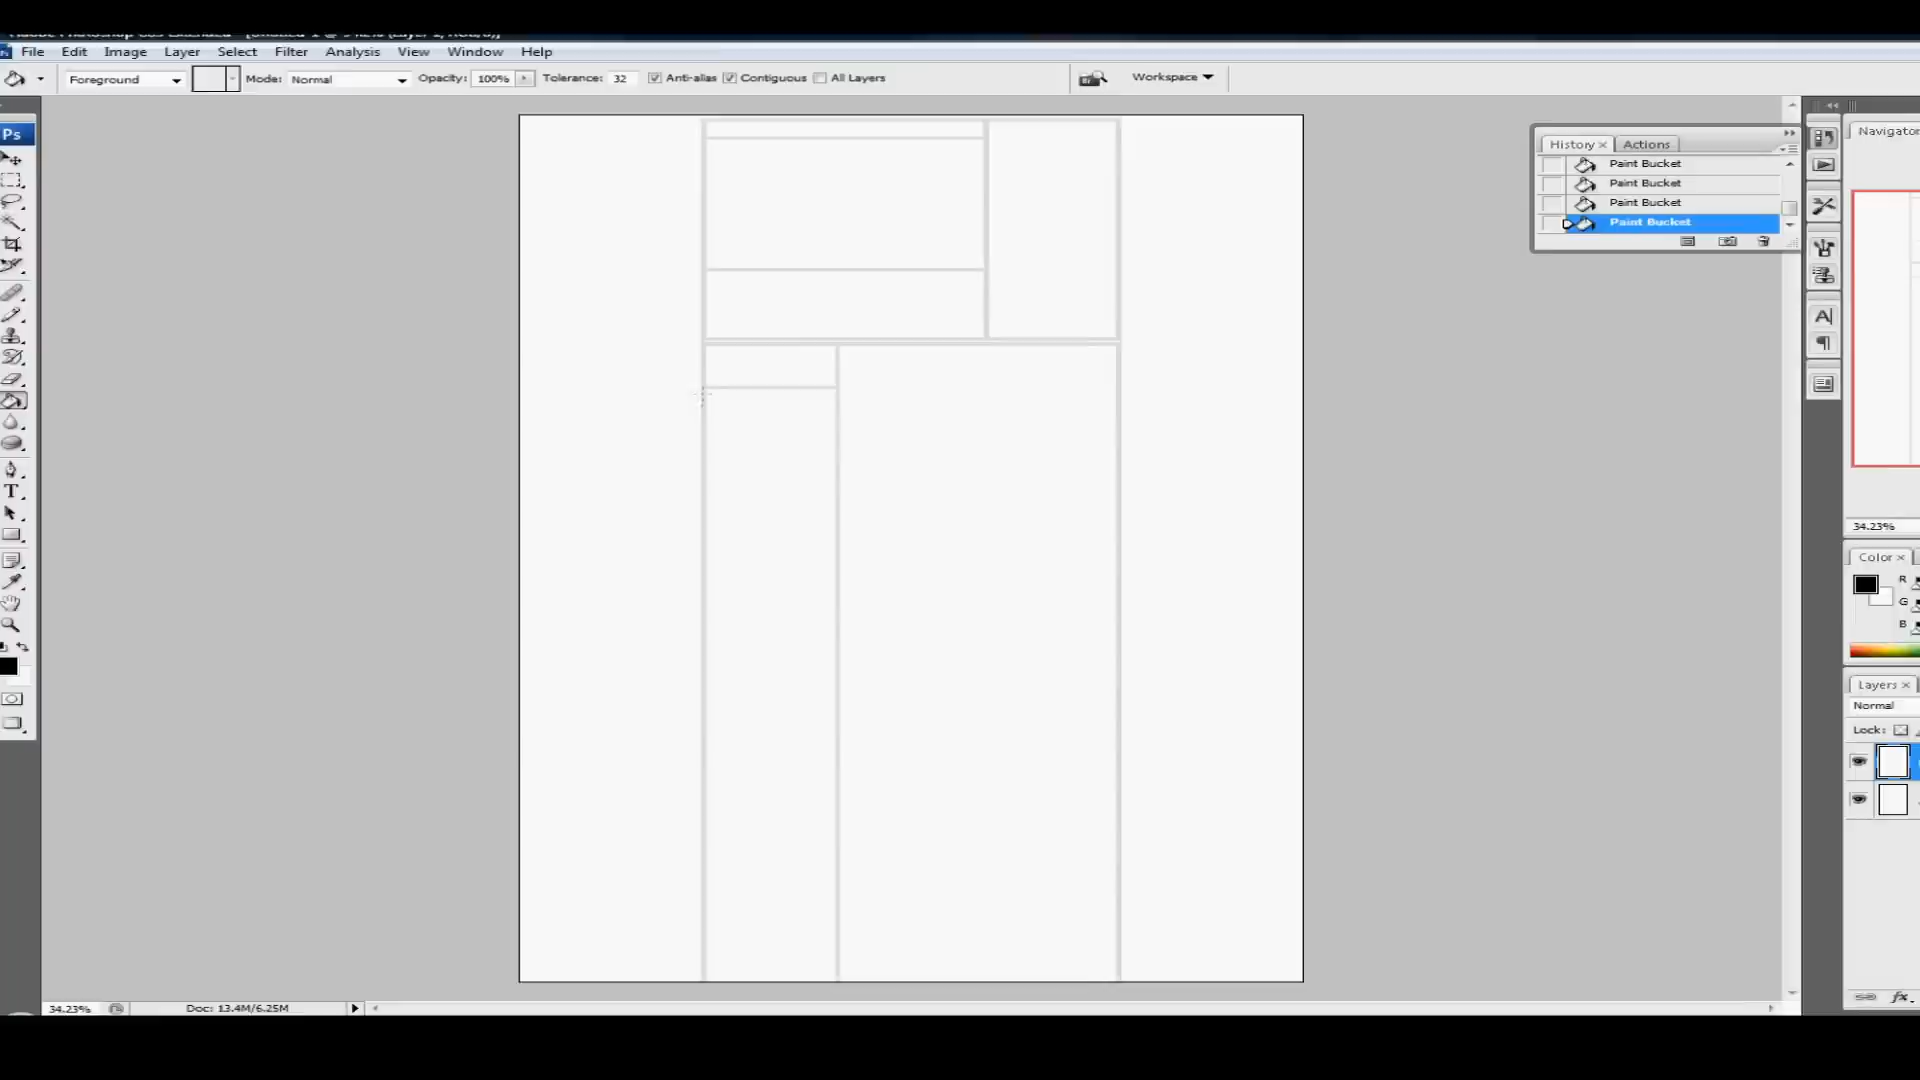 File Edit Image Layer Select Filter Analysis View Window Help
Foreground Mode: Normal Opacity: 100% Tolerance: 32 Anti-alias Contiguous All Layers Workspace
Ps
Navigator
History × Actions
Paint Bucket
Paint Bucket
Paint Bucket
Paint Bucket
A
T
34.23%
Color ×
R
G
B
Layers ×
Normal
Lock:
fx
34.23% Doc: 13.4M/6.25M